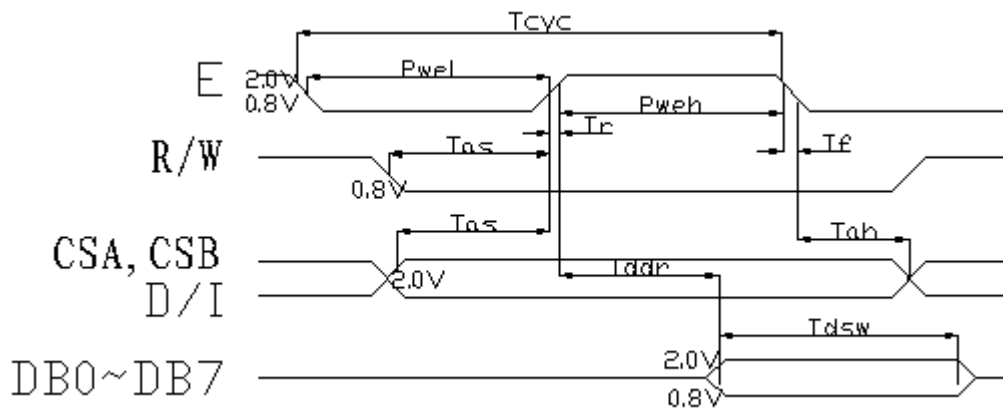 Tcyc
E
2.0V
0.8V
Pwel
Pweh
Tr
R/W
Tas
Tf
0.8V
CSA, CSB
D/I
Tas
Tah
2.0V
Tddr
DB0~DB7
Tdsw
2.0V
0.8V